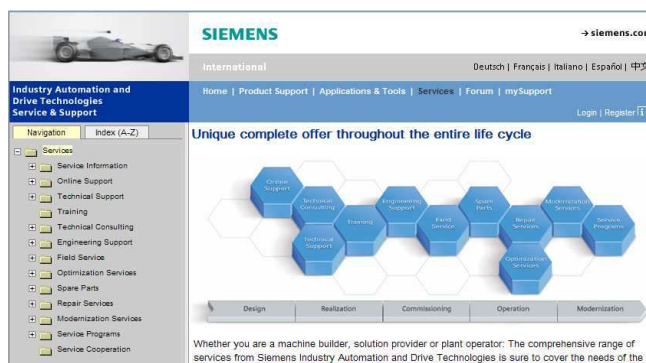 SIEMENS
→ siemens.com
International
Deutsch | Français | Italiano | Español | 中文
Industry Automation and
Drive Technologies
Service & Support
Home | Product Support | Applications & Tools | Services | Forum | mySupport
Login | Register
Navigation
Index (A-Z)
Services
Service Information
Online Support
Technical Support
Training
Technical Consulting
Engineering Support
Field Service
Optimization Services
Spare Parts
Repair Services
Modernization Services
Service Programs
Service Cooperation
Unique complete offer throughout the entire life cycle
Online
Support
Technical
Consulting
Technical
Support
Training
Engineering
Support
Field
Service
Spare
Parts
Repair
Services
Optimization
Services
Modernization
Services
Service
Programs
Design
Realization
Commissioning
Operation
Modernization
Whether you are a machine builder, solution provider or plant operator: The comprehensive range of
services from Siemens Industry Automation and Drive Technologies is sure to cover the needs of the